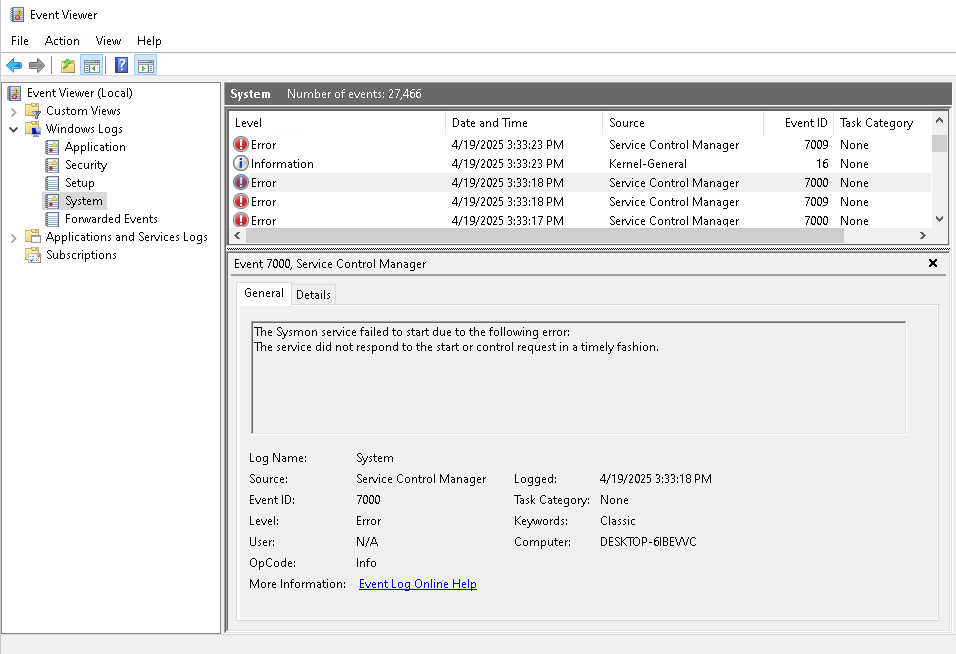 Event Viewer
File Action View Help
Event Viewer (Local)
Custom Views
Windows Logs
Application
Security
Setup
System
Forwarded Events
Applications and Services Logs
Subscriptions
System Number of events: 27,466
Level Date and Time Source Event ID Task Category
Error 4/19/2025 3:33:23 PM Service Control Manager 7009 None
Information 4/19/2025 3:33:23 PM Kernel-General 16 None
Error 4/19/2025 3:33:18 PM Service Control Manager 7000 None
Error 4/19/2025 3:33:18 PM Service Control Manager 7009 None
Error 4/19/2025 3:33:17 PM Service Control Manager 7000 None
Event 7000, Service Control Manager
General Details
The Sysmon service failed to start due to the following error:
The service did not respond to the start or control request in a timely fashion.
Log Name: System
Source: Service Control Manager Logged: 4/19/2025 3:33:18 PM
Event ID: 7000 Task Category: None
Level: Error Keywords: Classic
User: N/A Computer: DESKTOP-6IBEVVC
OpCode: Info
More Information: Event Log Online Help